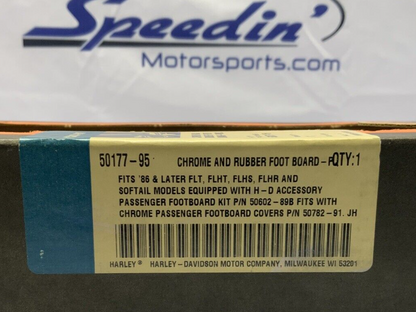 Speedin'
Motorsports.com
50177-95 CHROME AND RUBBER FOOT BOARD-PQTY:1
FITS '86 & LATER FLT, FLHT, FLHS, FLHR AND
SOFTAIL MODELS EQUIPPED WITH H-D ACCESSORY
PASSENGER FOOTBOARD KIT P/N 50602-89B FITS WITH
CHROME PASSENGER FOOTBOARD COVERS P/N 50782-91. JH
HARLEY® HARLEY-DAVIDSON MOTOR COMPANY, MILWAUKEE WI 53201